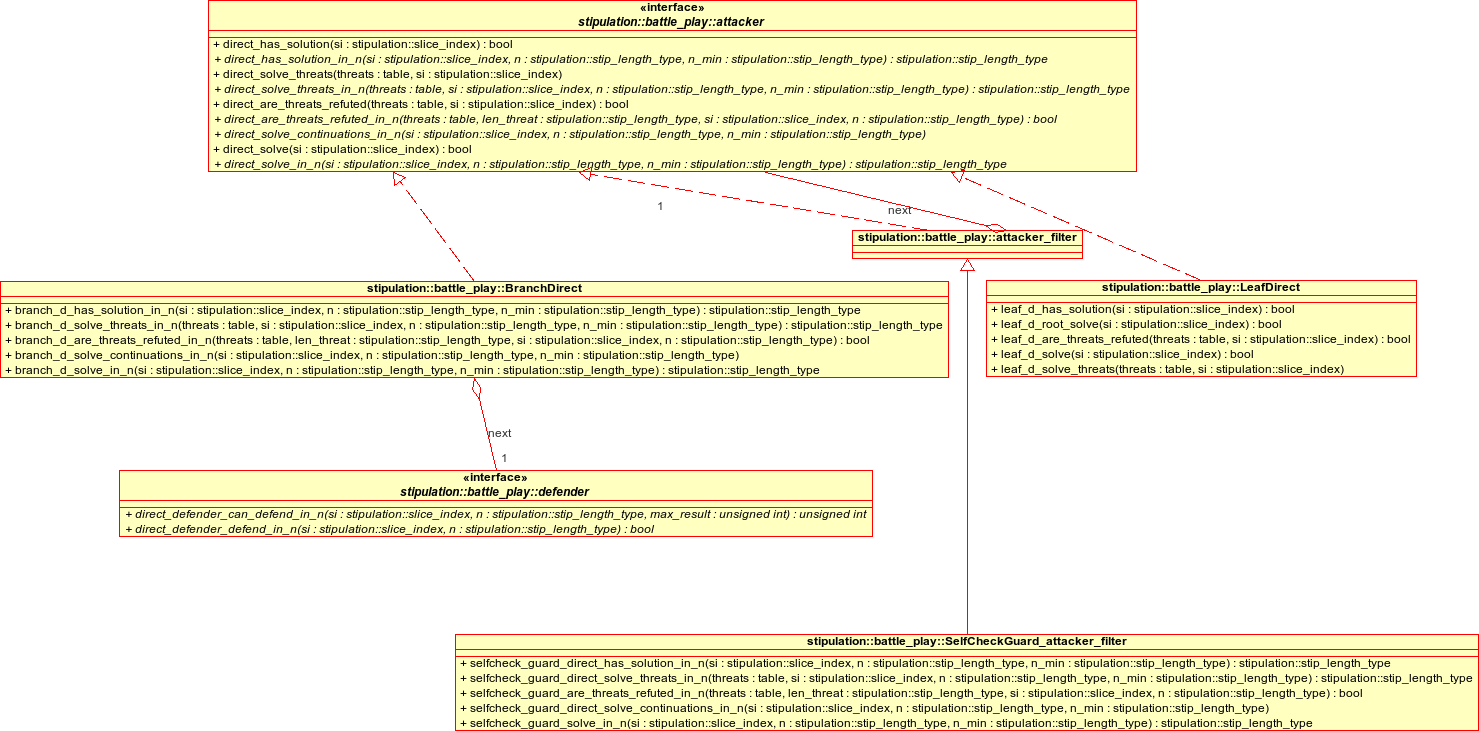 «interface»
stipulation::battle_play::attacker
+ direct_has_solution(si : stipulation::slice_index) : bool
+ direct_has_solution_in_n(si : stipulation::slice_index, n : stipulation::stip_length_type, n_min : stipulation::stip_length_type) : stipulation::stip_length_type
+ direct_solve_threats(threats : table, si : stipulation::slice_index)
+ direct_solve_threats_in_n(threats : table, si : stipulation::slice_index, n : stipulation::stip_length_type, n_min : stipulation::stip_length_type) : stipulation::stip_length_type
+ direct_are_threats_refuted(threats : table, si : stipulation::slice_index) : bool
+ direct_are_threats_refuted_in_n(threats : table, len_threat : stipulation::stip_length_type, si : stipulation::slice_index, n : stipulation::stip_length_type) : bool
+ direct_solve_continuations_in_n(si : stipulation::slice_index, n : stipulation::stip_length_type, n_min : stipulation::stip_length_type)
+ direct_solve(si : stipulation::slice_index) : bool
+ direct_solve_in_n(si : stipulation::slice_index, n : stipulation::stip_length_type, n_min : stipulation::stip_length_type) : stipulation::stip_length_type
1
next
stipulation::battle_play::attacker_filter
stipulation::battle_play::BranchDirect
+ branch_d_has_solution_in_n(si : stipulation::slice_index, n : stipulation::stip_length_type, n_min : stipulation::stip_length_type) : stipulation::stip_length_type
+ branch_d_solve_threats_in_n(threats : table, si : stipulation::slice_index, n : stipulation::stip_length_type, n_min : stipulation::stip_length_type) : stipulation::stip_length_type
+ branch_d_are_threats_refuted_in_n(threats : table, len_threat : stipulation::stip_length_type, si : stipulation::slice_index, n : stipulation::stip_length_type) : bool
+ branch_d_solve_continuations_in_n(si : stipulation::slice_index, n : stipulation::stip_length_type, n_min : stipulation::stip_length_type)
+ branch_d_solve_in_n(si : stipulation::slice_index, n : stipulation::stip_length_type, n_min : stipulation::stip_length_type) : stipulation::stip_length_type
stipulation::battle_play::LeafDirect
+ leaf_d_has_solution(si : stipulation::slice_index) : bool
+ leaf_d_root_solve(si : stipulation::slice_index) : bool
+ leaf_d_are_threats_refuted(threats : table, si : stipulation::slice_index) : bool
+ leaf_d_solve(si : stipulation::slice_index) : bool
+ leaf_d_solve_threats(threats : table, si : stipulation::slice_index)
next
1
«interface»
stipulation::battle_play::defender
+ direct_defender_can_defend_in_n(si : stipulation::slice_index, n : stipulation::stip_length_type, max_result : unsigned int) : unsigned int
+ direct_defender_defend_in_n(si : stipulation::slice_index, n : stipulation::stip_length_type) : bool
stipulation::battle_play::SelfCheckGuard_attacker_filter
+ selfcheck_guard_direct_has_solution_in_n(si : stipulation::slice_index, n : stipulation::stip_length_type, n_min : stipulation::stip_length_type) : stipulation::stip_length_type
+ selfcheck_guard_direct_solve_threats_in_n(threats : table, si : stipulation::slice_index, n : stipulation::stip_length_type, n_min : stipulation::stip_length_type) : stipulation::stip_length_type
+ selfcheck_guard_are_threats_refuted_in_n(threats : table, len_threat : stipulation::stip_length_type, si : stipulation::slice_index, n : stipulation::stip_length_type) : bool
+ selfcheck_guard_direct_solve_continuations_in_n(si : stipulation::slice_index, n : stipulation::stip_length_type, n_min : stipulation::stip_length_type)
+ selfcheck_guard_solve_in_n(si : stipulation::slice_index, n : stipulation::stip_length_type, n_min : stipulation::stip_length_type) : stipulation::stip_length_type